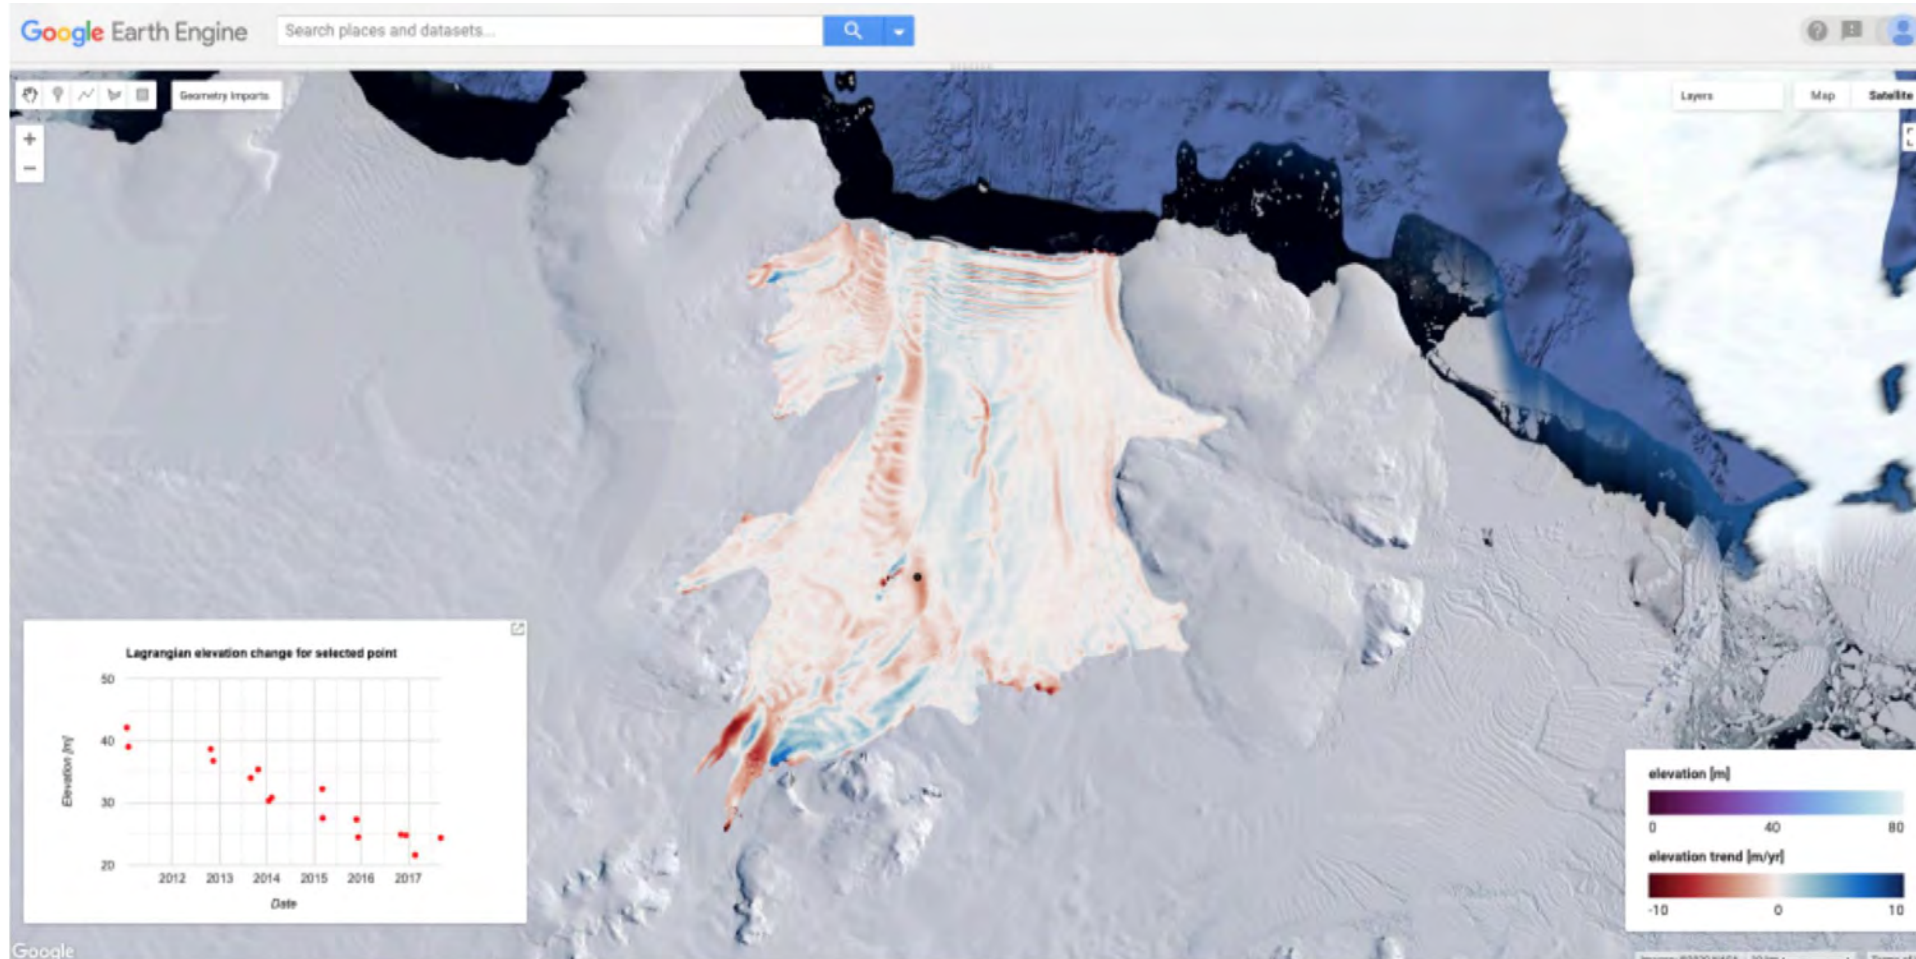 Google Earth Engine
Search places and datasets...
Geometry Imports
Layers
Map
Satellite
+
−
Lagrangian elevation change for selected point
50
40
30
20
Elevation [m]
2012 2013 2014 2015 2016 2017
Date
elevation [m]
0 40 80
elevation trend [m/yr]
-10 0 10
Google